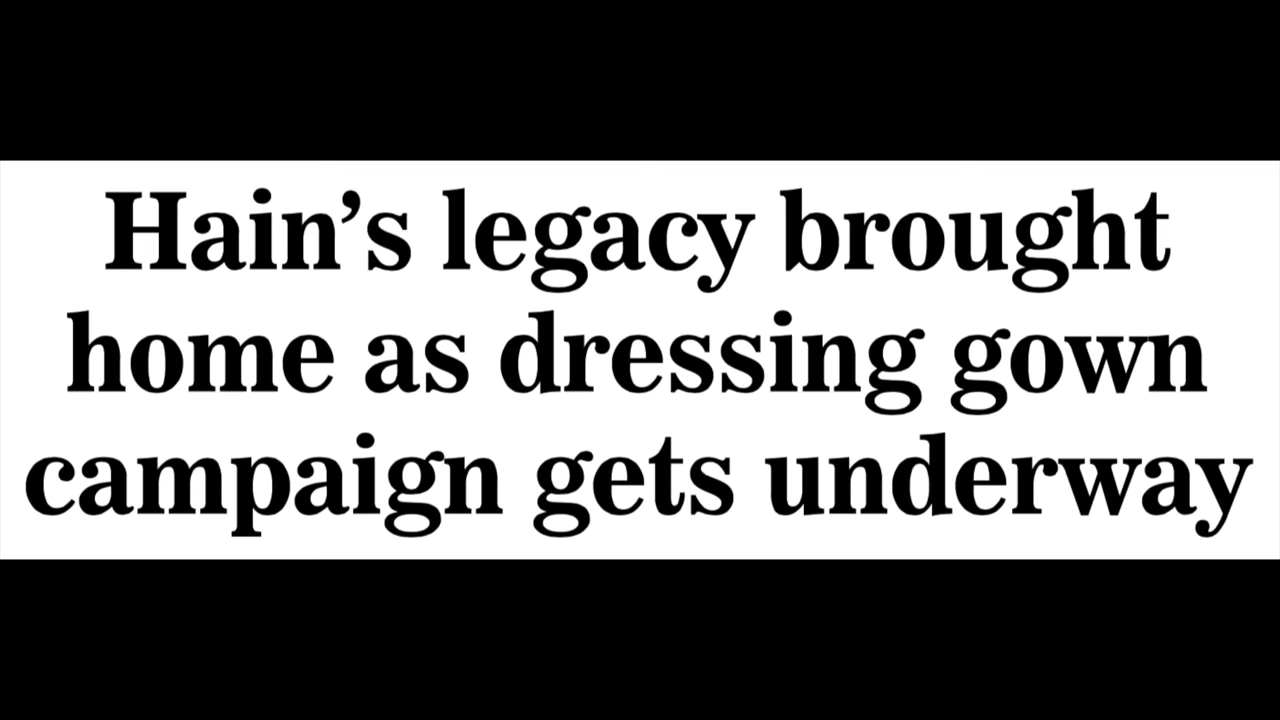 Hain’s legacy brought
home as dressing gown
campaign gets underway